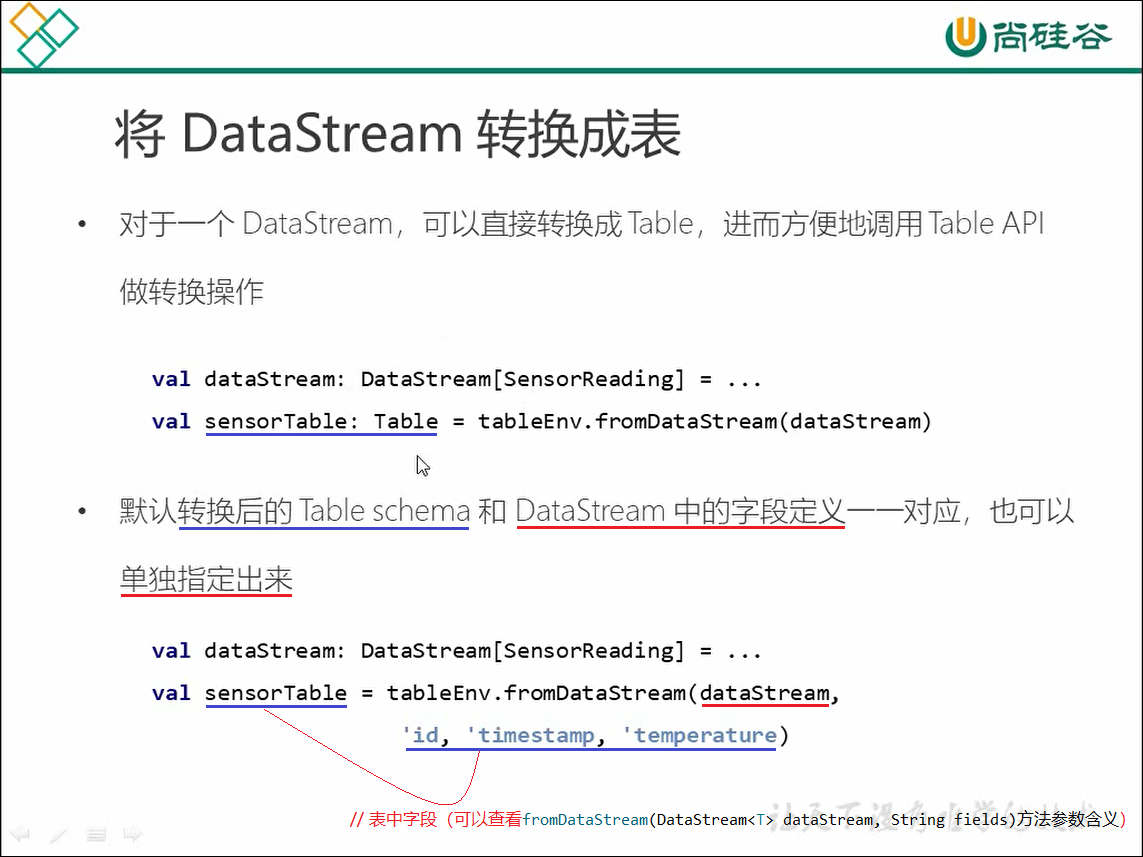 尚硅谷
将 DataStream 转换成表
• 对于一个 DataStream，可以直接转换成 Table，进而方便地调用 Table API
做转换操作
val dataStream: DataStream[SensorReading] = ...
val sensorTable: Table = tableEnv.fromDataStream(dataStream)
• 默认转换后的 Table schema 和 DataStream 中的字段定义一一对应，也可以
单独指定出来
val dataStream: DataStream[SensorReading] = ...
val sensorTable = tableEnv.fromDataStream(dataStream,
'id, 'timestamp, 'temperature)
// 表中字段（可以查看fromDataStream(DataStream<T> dataStream, String fields)方法参数含义）